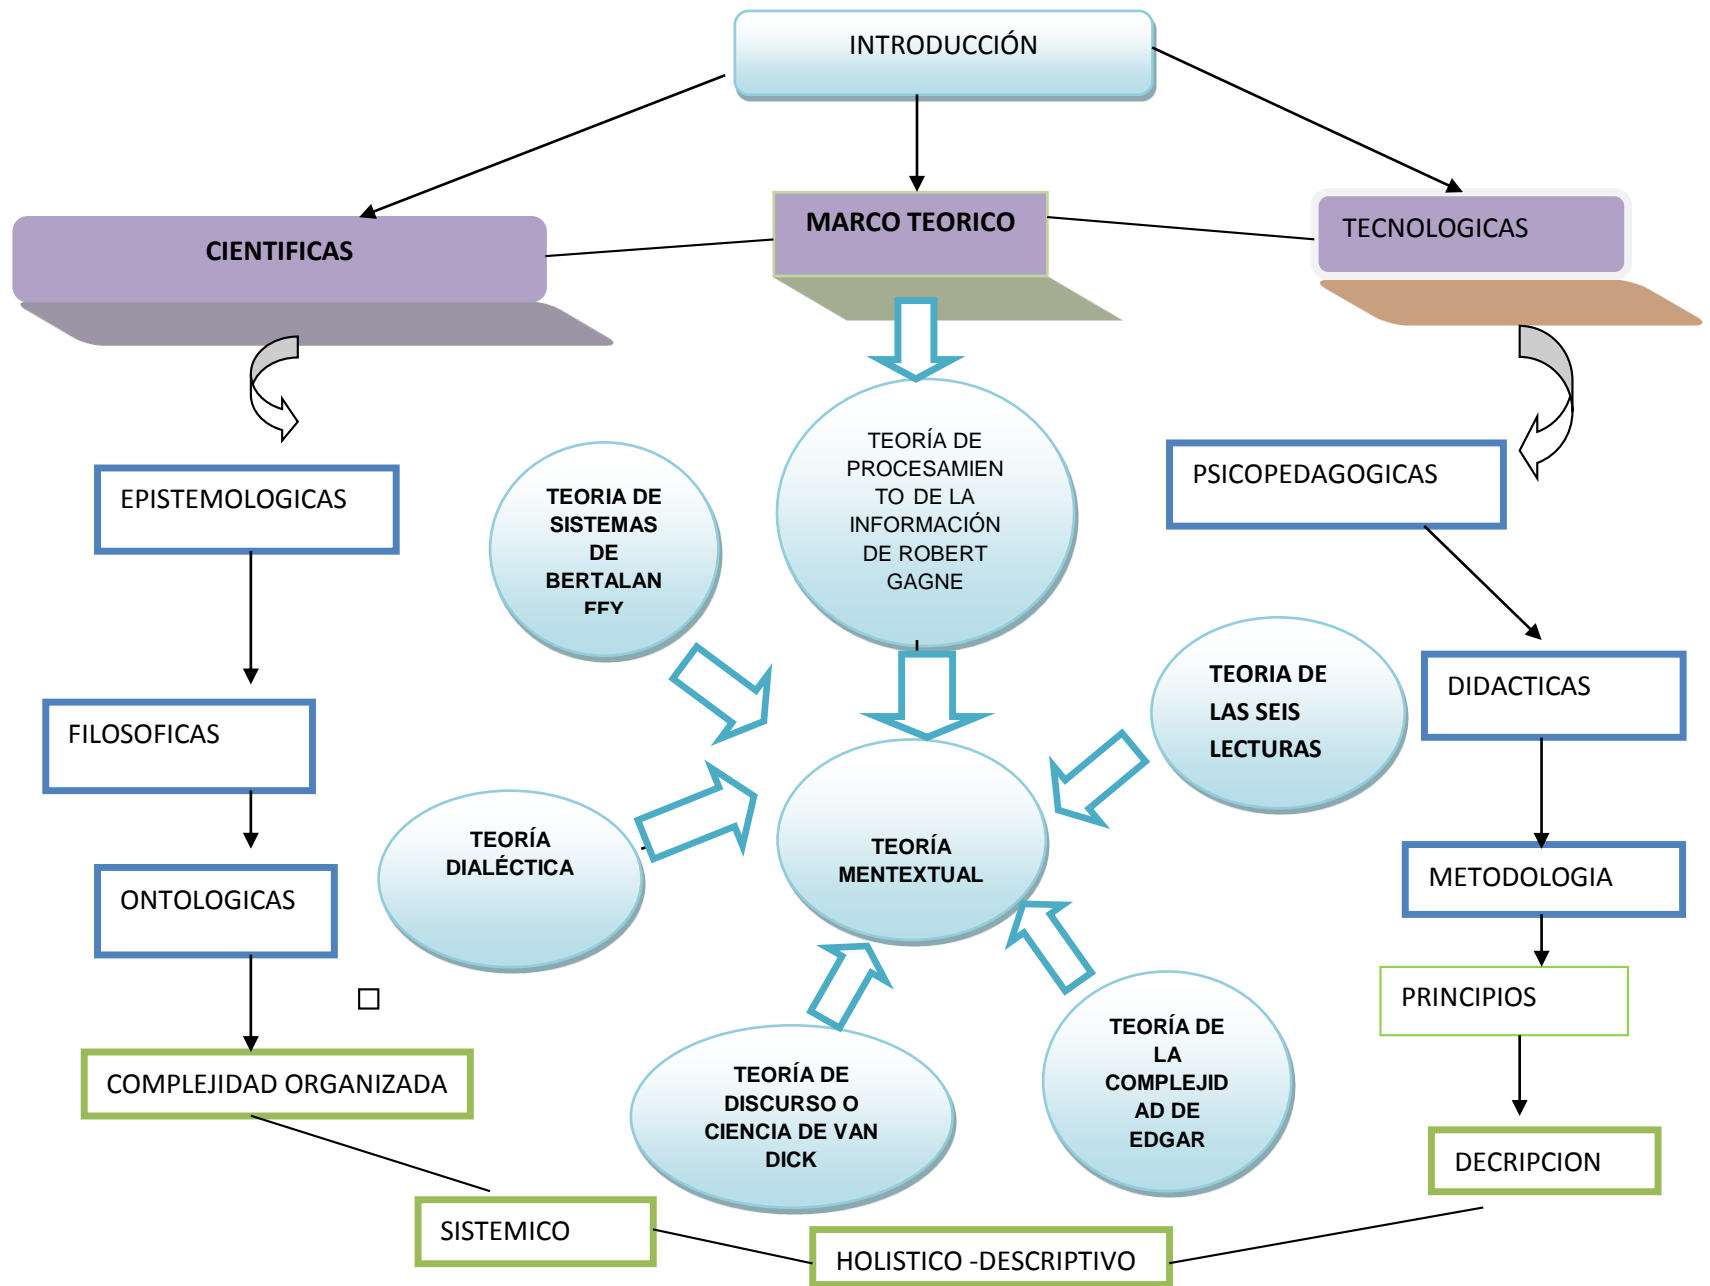 INTRODUCCIÓN
CIENTIFICAS
MARCO TEORICO
TECNOLOGICAS
EPISTEMOLOGICAS
FILOSOFICAS
ONTOLOGICAS
COMPLEJIDAD ORGANIZADA
SISTEMICO
HOLISTICO -DESCRIPTIVO
TEORIA DE
SISTEMAS
DE
BERTALAN
FFY
TEORÍA DE
PROCESAMIEN
TO DE LA
INFORMACIÓN
DE ROBERT
GAGNE
TEORIA DE
LAS SEIS
LECTURAS
TEORÍA
DIALÉCTICA
TEORÍA
MENTEXTUAL
TEORÍA DE
DISCURSO O
CIENCIA DE VAN
DICK
TEORÍA DE
LA
COMPLEJID
AD DE
EDGAR
PSICOPEDAGOGICAS
DIDACTICAS
METODOLOGIA
PRINCIPIOS
DECRIPCION